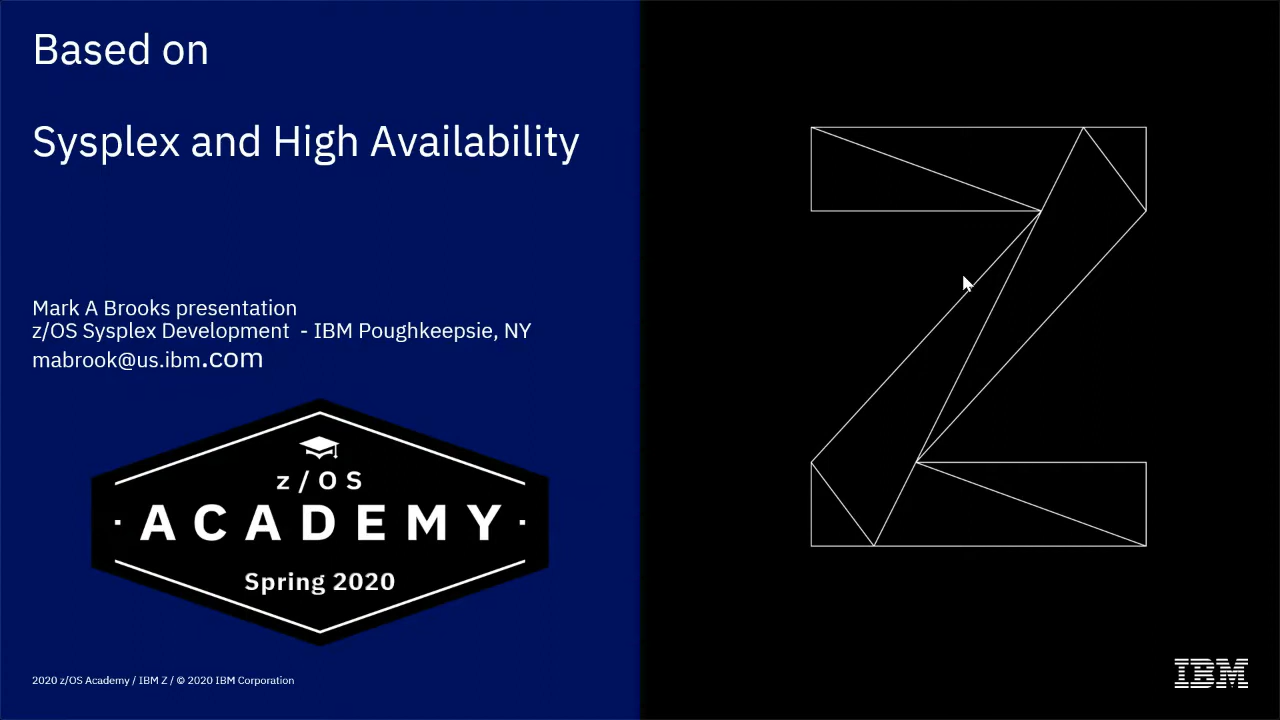 Based on
Sysplex and High Availability
Mark A Brooks presentation
z/OS Sysplex Development  - IBM Poughkeepsie, NY
mabrook@us.ibm.com
z/OS
· ACADEMY ·
Spring 2020
2020 z/OS Academy / IBM Z / © 2020 IBM Corporation
IBM